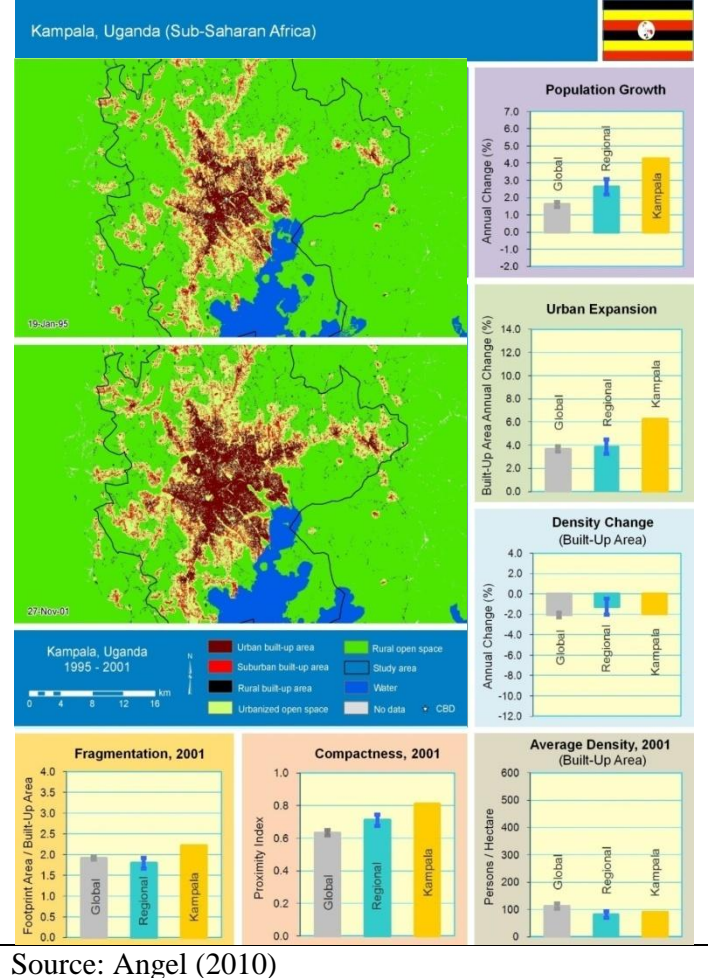 Kampala, Uganda (Sub-Saharan Africa)
19-Jan-95
27-Nov-01
Kampala, Uganda
1995 - 2001
N
km
0 4 8 12 16
Urban built-up area
Suburban built-up area
Rural built-up area
Urbanized open space
Rural open space
Study area
Water
No data
CBD
Population Growth
Annual Change (%)
7.0
6.0
5.0
4.0
3.0
2.0
1.0
0.0
-1.0
-2.0
Global
Regional
Kampala
Urban Expansion
Built-Up Area Annual Change (%)
14.0
12.0
10.0
8.0
6.0
4.0
2.0
0.0
Global
Regional
Kampala
Density Change
(Built-Up Area)
Annual Change (%)
4.0
2.0
0.0
-2.0
-4.0
-6.0
-8.0
-10.0
-12.0
Global
Regional
Kampala
Fragmentation, 2001
Footprint Area / Built-Up Area
4.0
3.5
3.0
2.5
2.0
1.5
1.0
0.5
0.0
Global
Regional
Kampala
Compactness, 2001
Proximity Index
1.0
0.8
0.6
0.4
0.2
0.0
Global
Regional
Kampala
Average Density, 2001
(Built-Up Area)
Persons / Hectare
600
500
400
300
200
100
0
Global
Regional
Kampala
Source: Angel (2010)